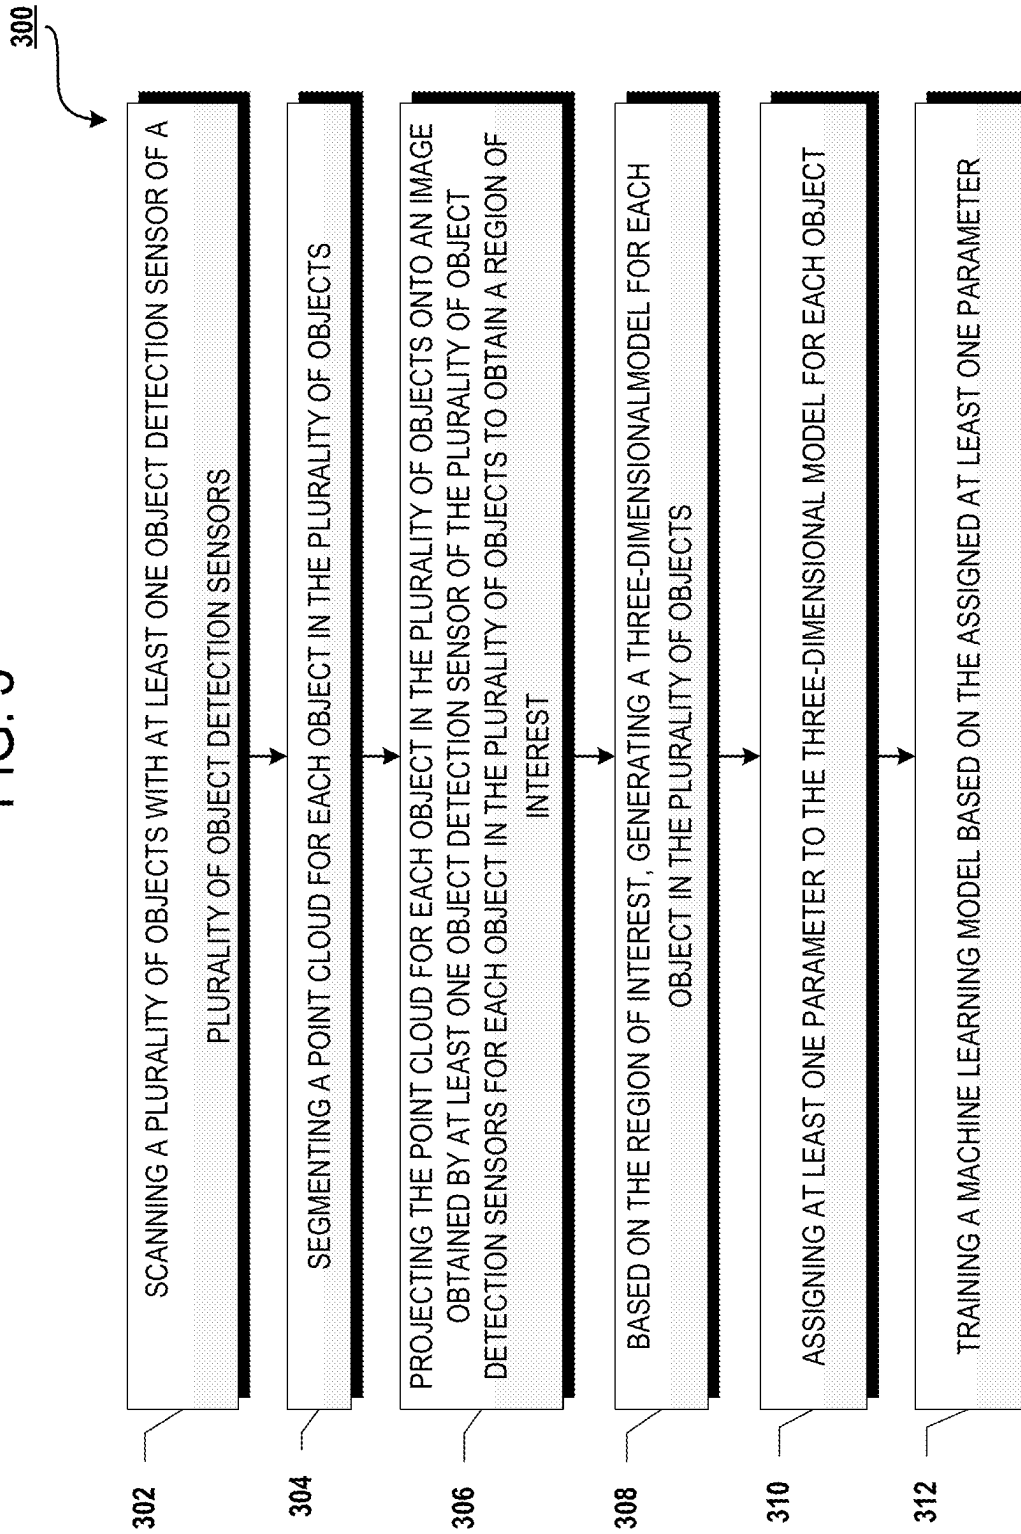 300
302
SCANNING A PLURALITY OF OBJECTS WITH AT LEAST ONE OBJECT DETECTION SENSOR OF A
PLURALITY OF OBJECT DETECTION SENSORS
304
SEGMENTING A POINT CLOUD FOR EACH OBJECT IN THE PLURALITY OF OBJECTS
306
PROJECTING THE POINT CLOUD FOR EACH OBJECT IN THE PLURALITY OF OBJECTS ONTO AN IMAGE
OBTAINED BY AT LEAST ONE OBJECT DETECTION SENSOR OF THE PLURALITY OF OBJECT
DETECTION SENSORS FOR EACH OBJECT IN THE PLURALITY OF OBJECTS TO OBTAIN A REGION OF
INTEREST
308
BASED ON THE REGION OF INTEREST, GENERATING A THREE-DIMENSIONALMODEL FOR EACH
OBJECT IN THE PLURALITY OF OBJECTS
310
ASSIGNING AT LEAST ONE PARAMETER TO THE THREE-DIMENSIONAL MODEL FOR EACH OBJECT
312
TRAINING A MACHINE LEARNING MODEL BASED ON THE ASSIGNED AT LEAST ONE PARAMETER